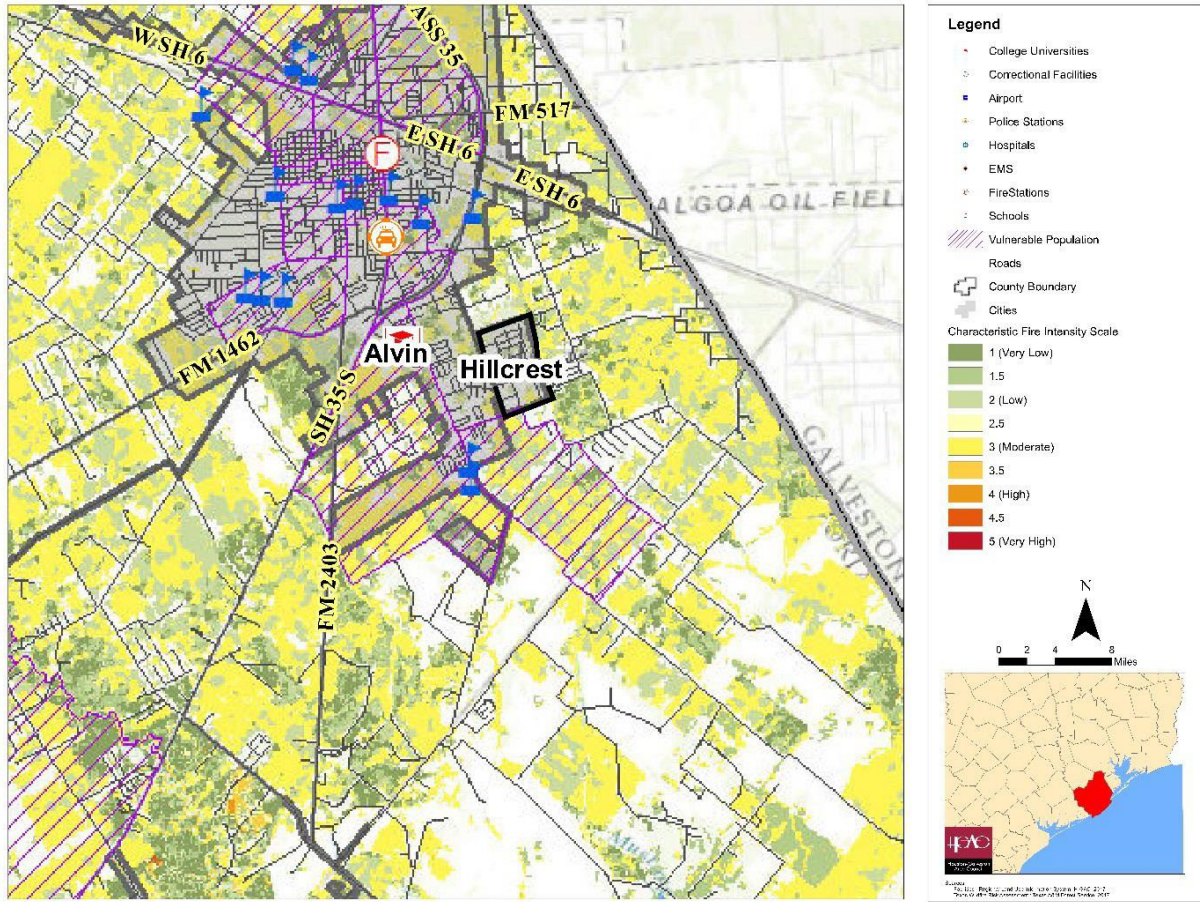 W SH 6
ASS 35
FM 517
E SH 6
E SH 6
F
ALGOA OIL FIEL
Alvin
Hillcrest
FM 1462
SH 35 S
GALVESTON
FM 2403
Legend
College Universities
Correctional Facilities
Airport
Police Stations
Hospitals
EMS
FireStations
Schools
Vulnerable Population
Roads
County Boundary
Cities
Characteristic Fire Intensity Scale
1 (Very Low)
1.5
2 (Low)
2.5
3 (Moderate)
3.5
4 (High)
4.5
5 (Very High)
N
0 2 4 8
Miles